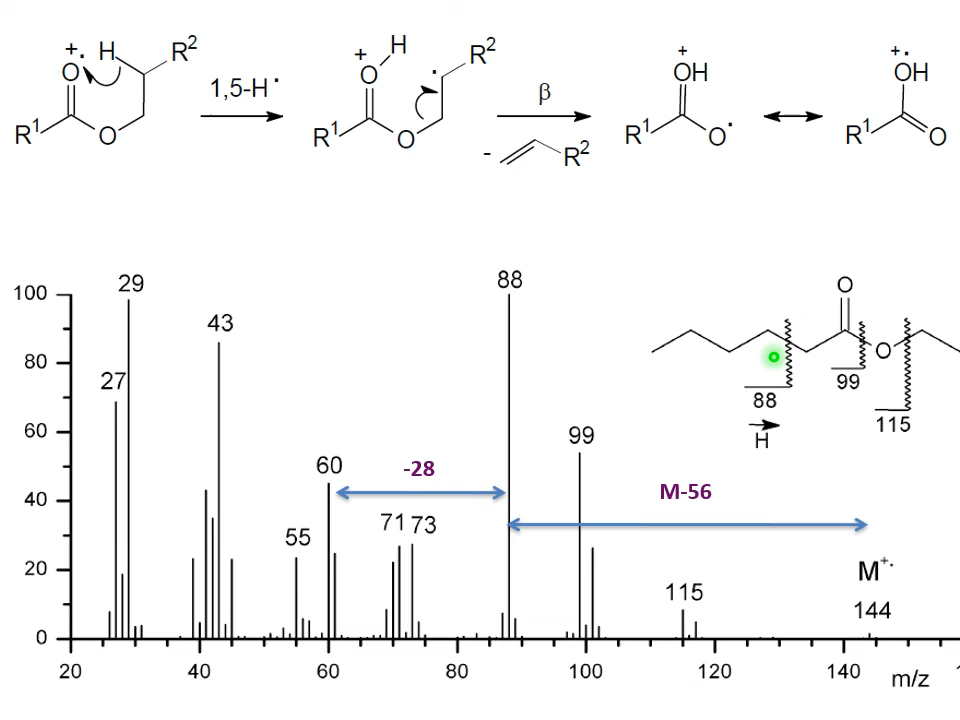 +. H R² + H . R² + +.
O 1,5-H· O β OH OH
R¹ O R¹ O - R² R¹ O· R¹ O
100 29 88 O
43
80
27 O
60 99 88 99
60 -28 H 115
40 M-56
71 73
55
20 M+·
115 144
0
20 40 60 80 100 120 140 m/z